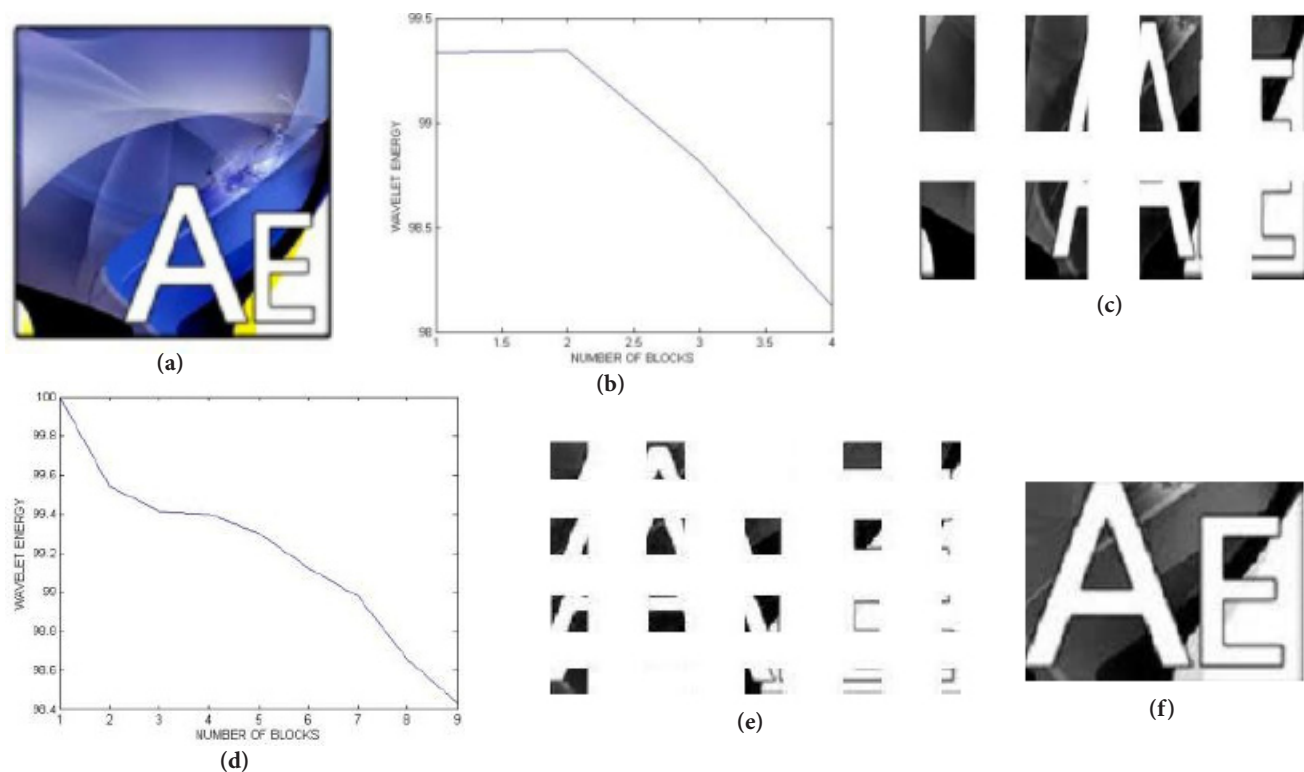 AE
(a)
99.5
99
98.5
98
WAVELET ENERGY
1 1.5 2 2.5 3 3.5 4
NUMBER OF BLOCKS
(b)
A
E
(c)
100
99.8
99.6
99.4
99.2
99
98.8
98.6
98.4
WAVELET ENERGY
1 2 3 4 5 6 7 8 9
NUMBER OF BLOCKS
(d)
(e)
AE
(f)